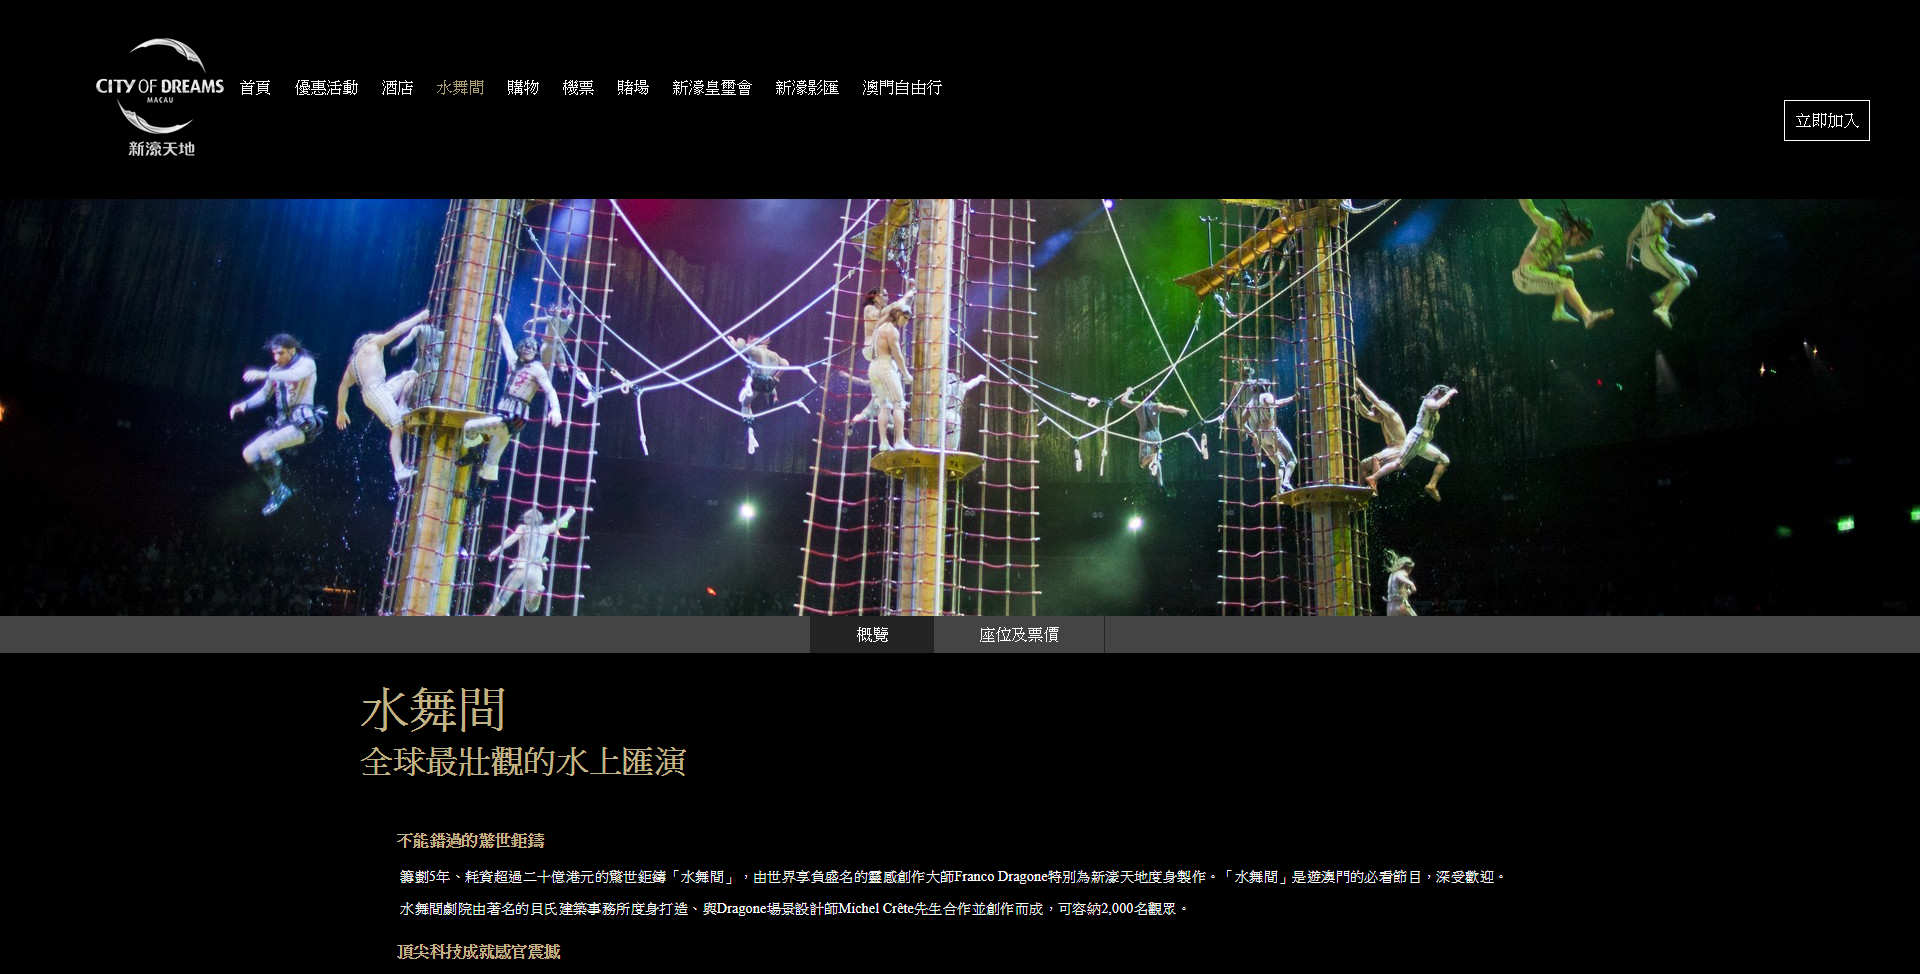 CITY OF DREAMS
MACAU
新濠天地
首頁 優惠活動 酒店 水舞間 購物 機票 賭場 新濠皇璽會 新濠影匯 澳門自由行
立即加入
概覽 座位及票價
水舞間
全球最壯觀的水上匯演
不能錯過的驚世鉅鑄
籌劃5年、耗資超過二十億港元的驚世鉅鑄「水舞間」，由世界享負盛名的靈感創作大師Franco Dragone特別為新濠天地度身製作。「水舞間」是遊澳門的必看節目，深受歡迎。
水舞間劇院由著名的貝氏建築事務所度身打造、與Dragone場景設計師Michel Crête先生合作並創作而成，可容納2,000名觀眾。
頂尖科技成就感官震撼